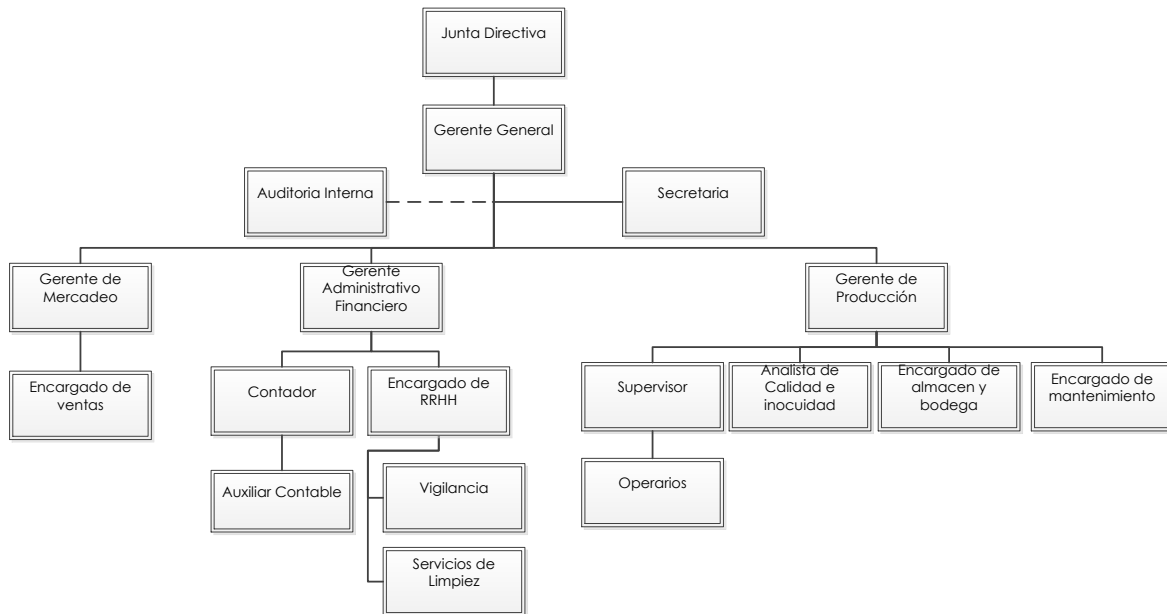 Junta Directiva
Gerente General
Auditoria Interna
Secretaria
Gerente de
Mercadeo
Gerente
Administrativo
Financiero
Gerente de
Producción
Encargado de
ventas
Contador
Encargado de
RRHH
Supervisor
Analista de
Calidad e
inocuidad
Encargado de
almacen y
bodega
Encargado de
mantenimiento
Auxiliar Contable
Vigilancia
Operarios
Servicios de
Limpiez